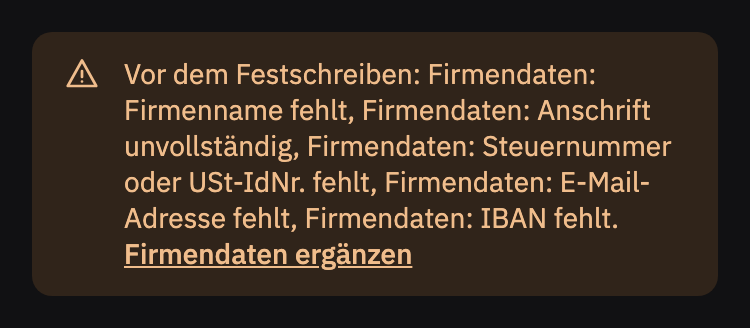 Vor dem Festschreiben: Firmendaten:
Firmenname fehlt, Firmendaten: Anschrift
unvollständig, Firmendaten: Steuernummer
oder USt-IdNr. fehlt, Firmendaten: E-Mail-
Adresse fehlt, Firmendaten: IBAN fehlt.
Firmendaten ergänzen